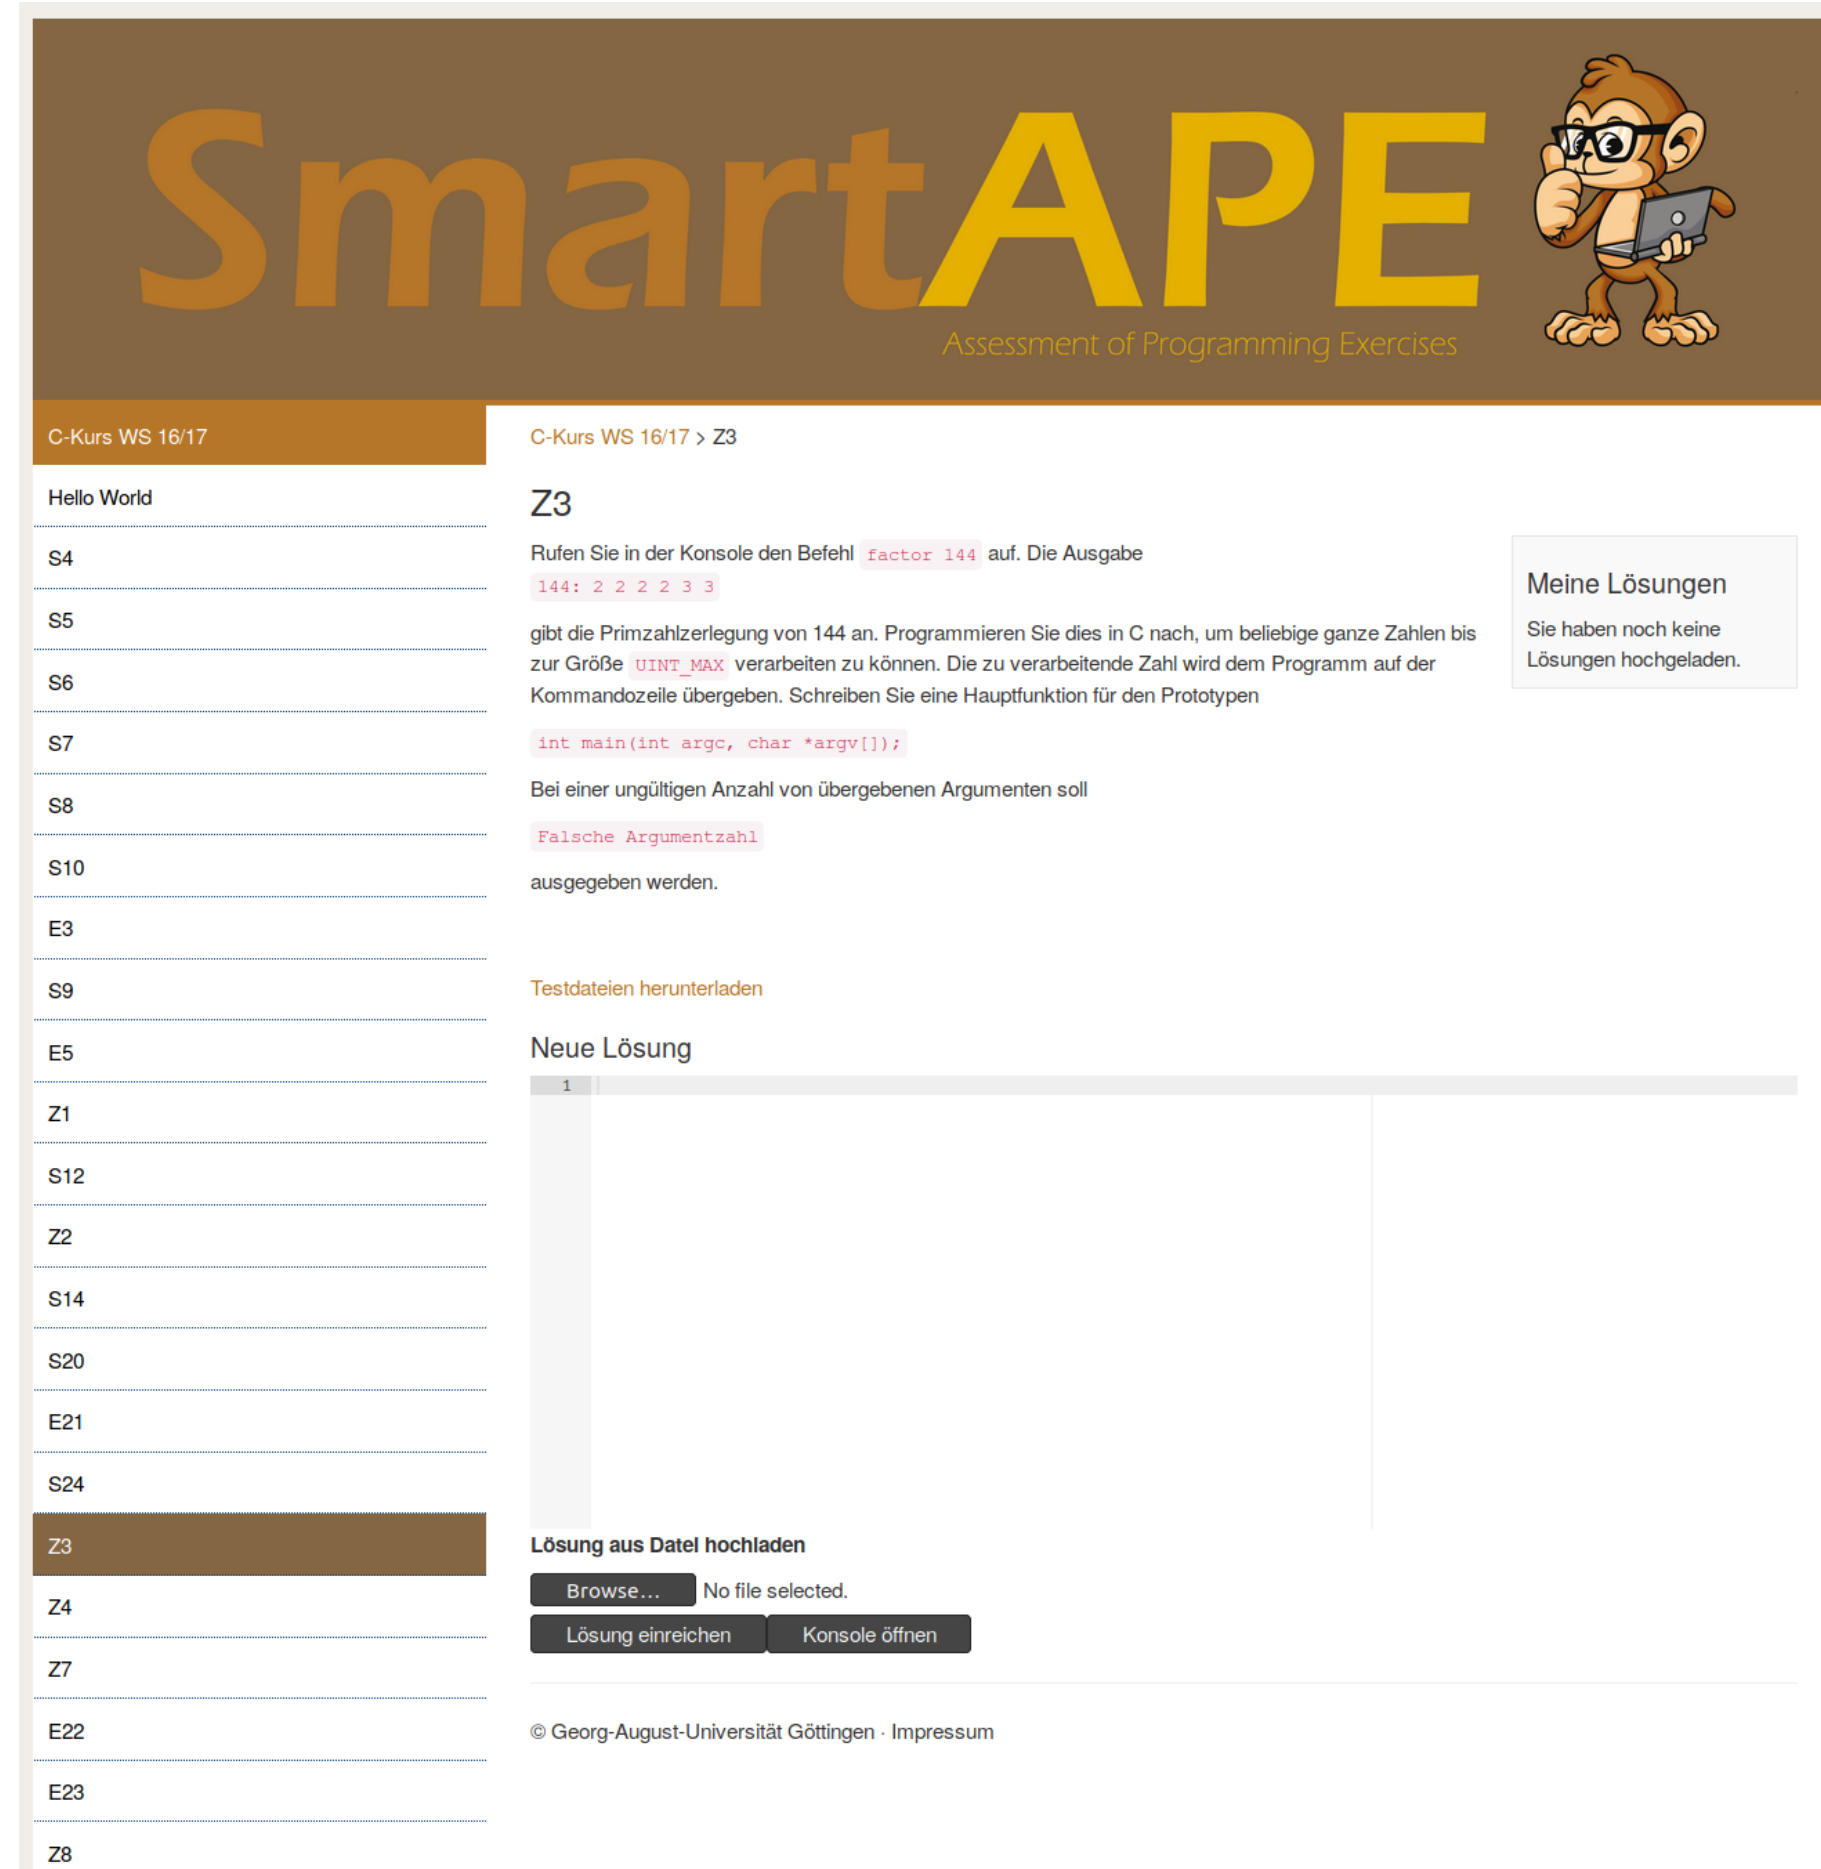 SmartAPE
Assessment of Programming Exercises
C-Kurs WS 16/17
Hello World
S4
S5
S6
S7
S8
S10
E3
S9
E5
Z1
S12
Z2
S14
S20
E21
S24
Z3
Z4
Z7
E22
E23
Z8
C-Kurs WS 16/17 > Z3
Z3
Rufen Sie in der Konsole den Befehl factor 144 auf. Die Ausgabe
144: 2 2 2 2 3 3
gibt die Primzahlzerlegung von 144 an. Programmieren Sie dies in C nach, um beliebige ganze Zahlen bis
zur Größe UINT_MAX verarbeiten zu können. Die zu verarbeitende Zahl wird dem Programm auf der
Kommandozeile übergeben. Schreiben Sie eine Hauptfunktion für den Prototypen
int main(int argc, char *argv[]);
Bei einer ungültigen Anzahl von übergebenen Argumenten soll
Falsche Argumentzahl
ausgegeben werden.
Testdateien herunterladen
Neue Lösung
1
Lösung aus Datei hochladen
Browse... No file selected.
Lösung einreichen Konsole öffnen
© Georg-August-Universität Göttingen · Impressum
Meine Lösungen
Sie haben noch keine
Lösungen hochgeladen.